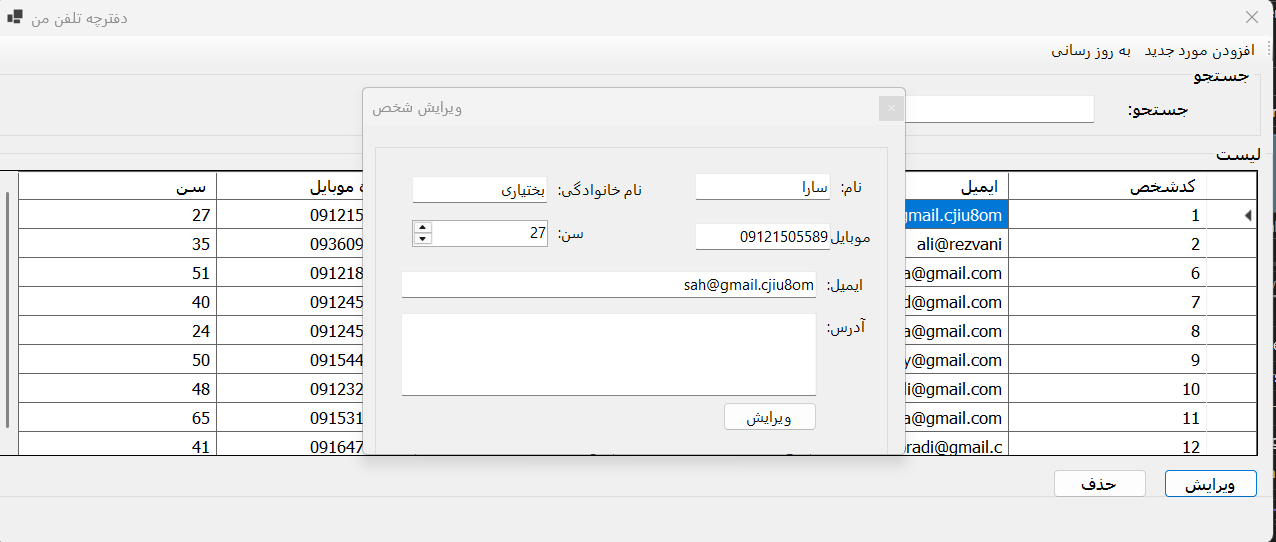 دفترچه تلفن من
افزودن مورد جدید به روز رسانی
جستجو
جستجو:
لیست
کدشخص ایمیل موبایل سن
1 gmail.cjiu8om 09121 27
2 ali@rezvani 093609 35
6 a@gmail.com 091218 51
7 d@gmail.com 091245 40
8 a@gmail.com 091245 24
9 y@gmail.com 091544 50
10 li@gmail.com 091232 48
11 a@gmail.com 091531 65
12 radi@gmail.c 091647 41
ویرایش حذف
ویرایش شخص
نام: سارا نام خانوادگی: بختیاری
موبایل 09121505589 سن: 27
ایمیل: sah@gmail.cjiu8om
آدرس:
ویرایش